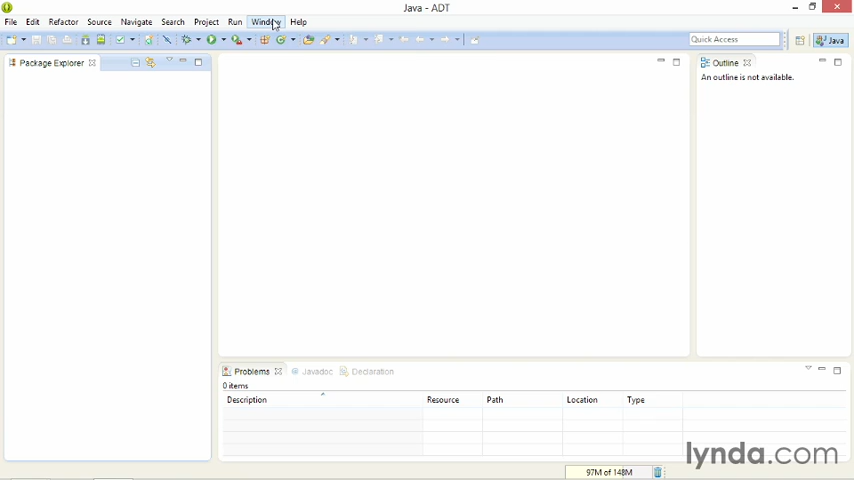 Java - ADT
File Edit Refactor Source Navigate Search Project Run Window Help
Quick Access Java
Package Explorer
Outline
An outline is not available.
Problems Javadoc Declaration
0 items
Description Resource Path Location Type
lynda.com
97M of 148M